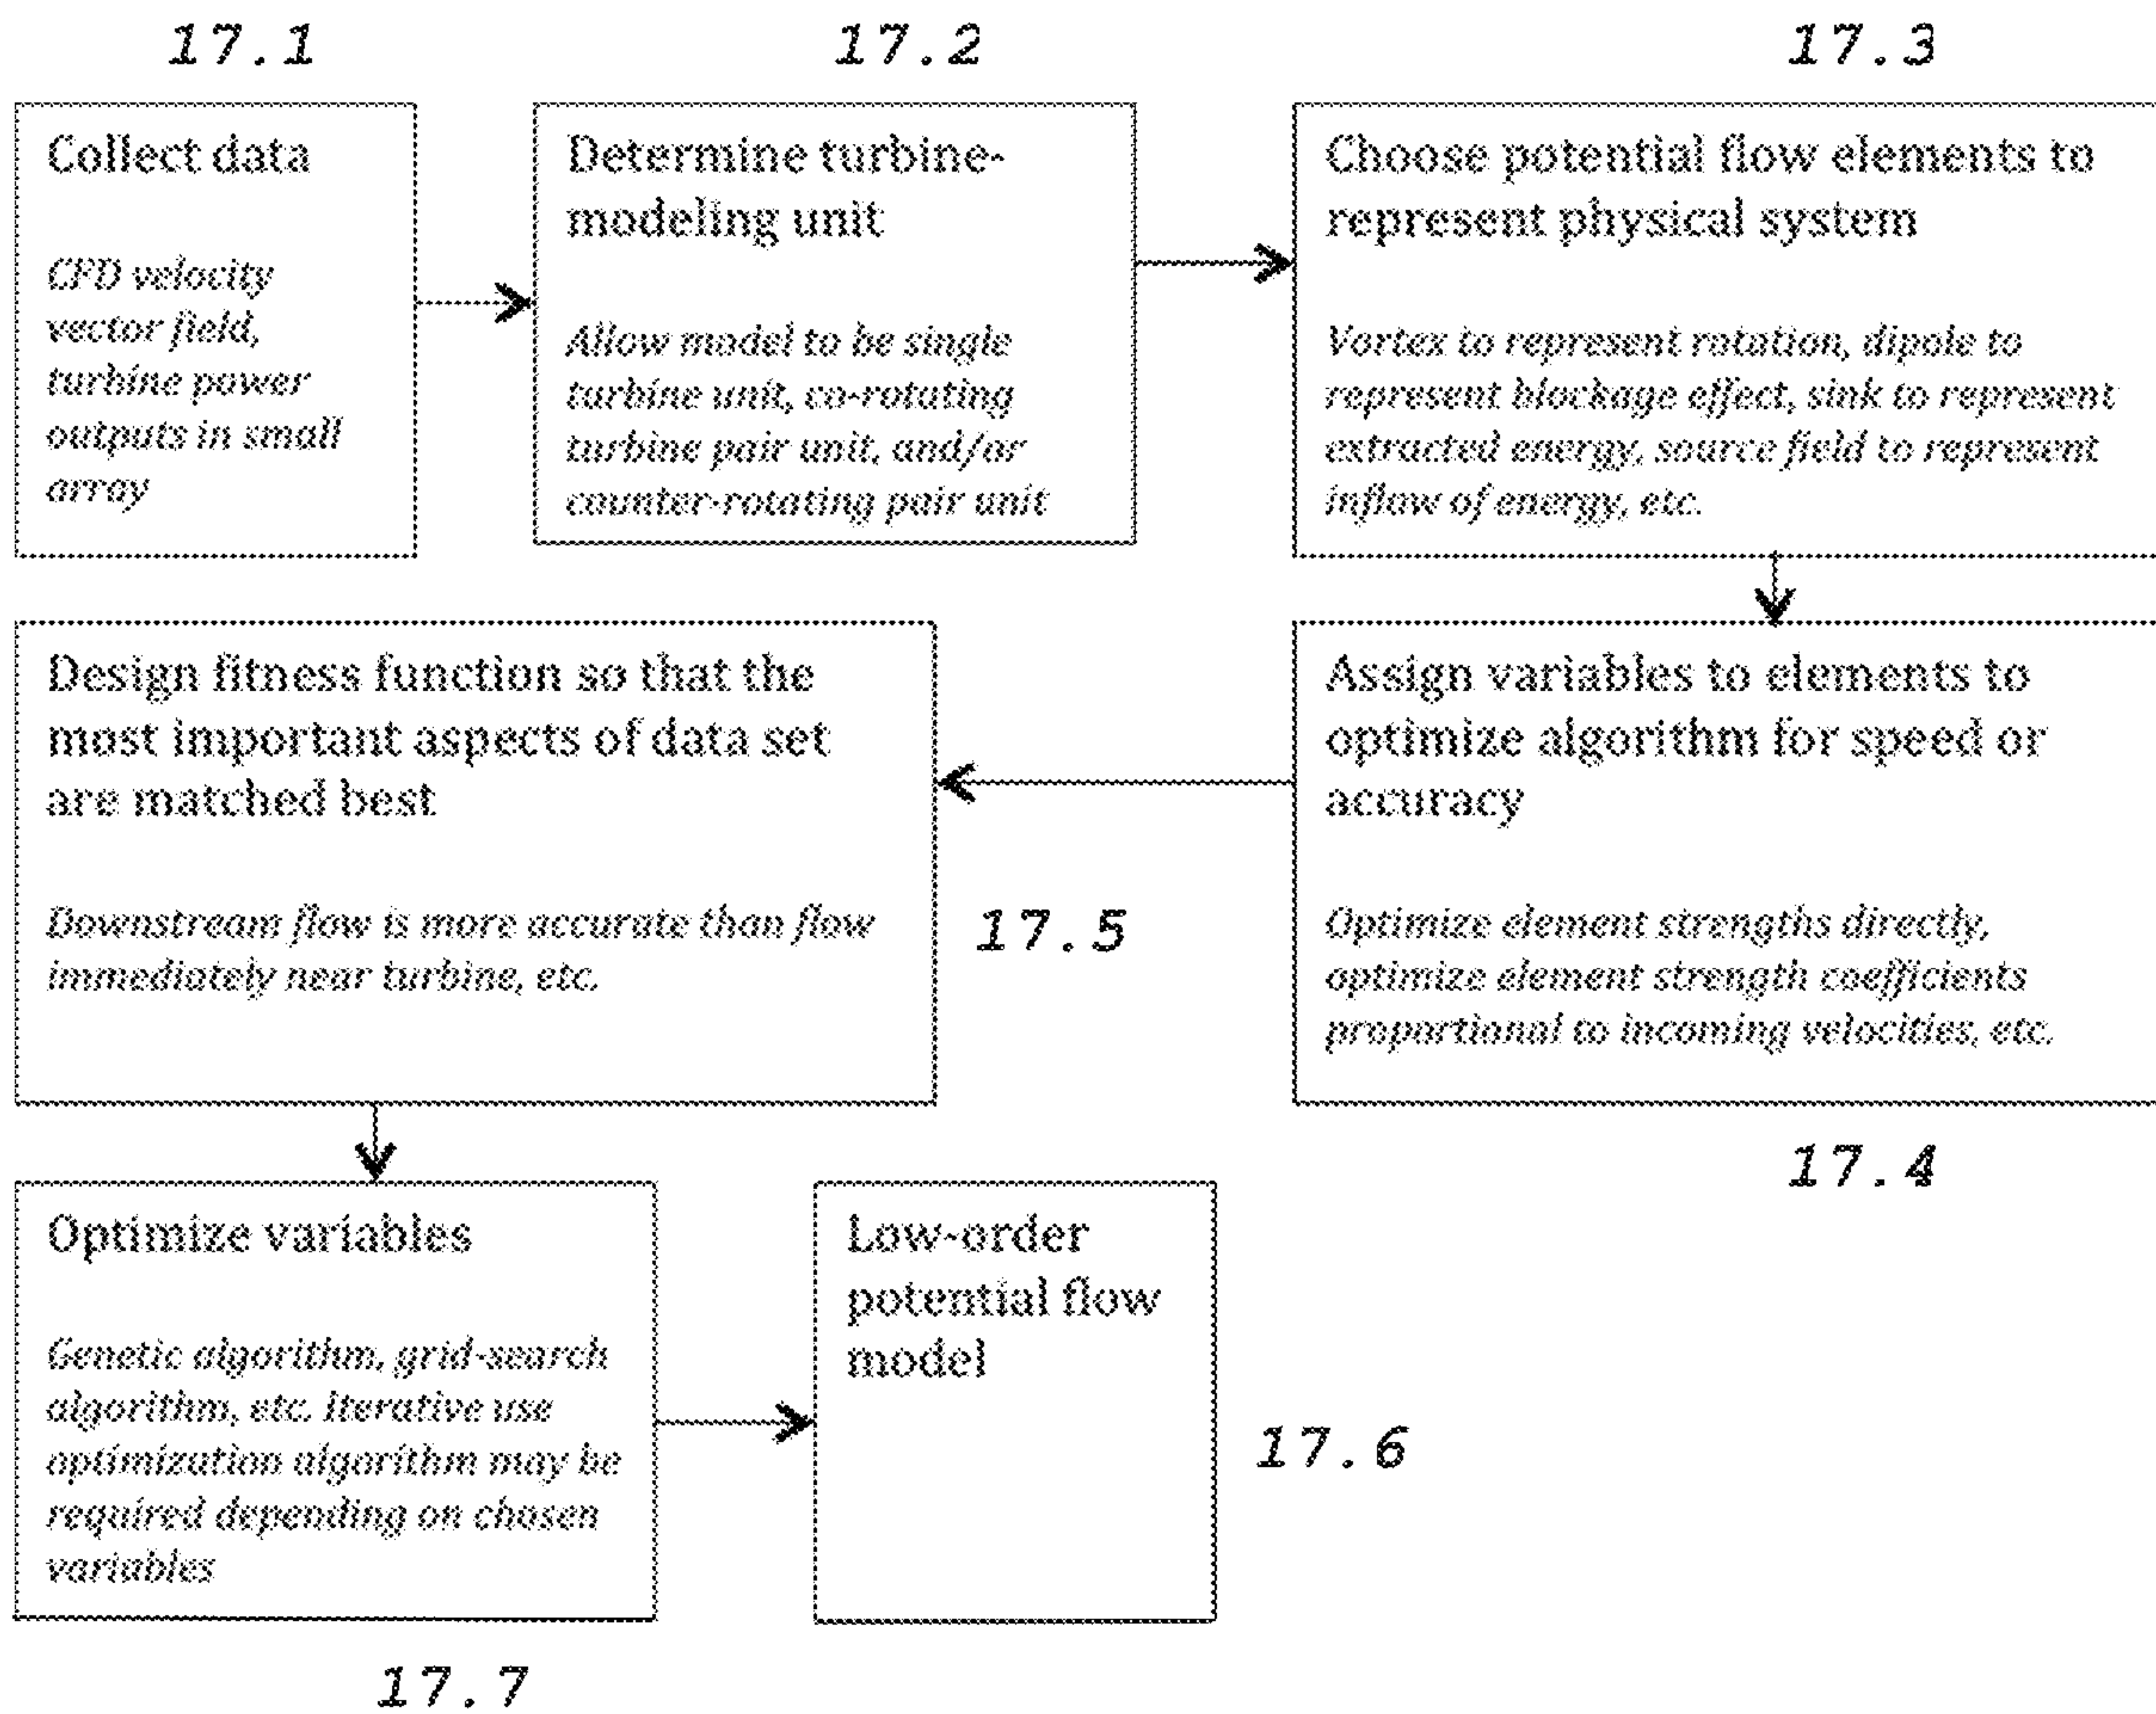 17.1
Collect data
CFD velocity
vector field,
turbine power
outputs in small
array
17.2
Determine turbine-
modeling unit
Allow model to be single
turbine unit, co-rotating
turbine pair unit, and/or
counter-rotating pair unit
17.3
Choose potential flow elements to
represent physical system
Vortex to represent rotation, dipole to
represent blockage effect, sink to represent
extracted energy, source field to represent
inflow of energy, etc.
Assign variables to elements to
optimize algorithm for speed or
accuracy
Optimize element strengths directly,
optimize element strength coefficients
proportional to incoming velocities, etc.
17.4
Design fitness function so that the
most important aspects of data set
are matched best
Downstream flow is more accurate than flow
immediately near turbine, etc.
17.5
Optimize variables
Genetic algorithm, grid-search
algorithm, etc. Iterative use
optimization algorithm may be
required depending on chosen
variables
17.7
Low-order
potential flow
model
17.6